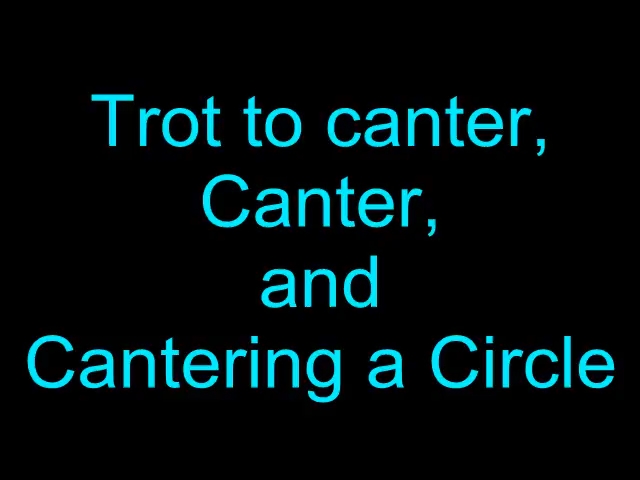 Trot to canter,
Canter,
and
Cantering a Circle